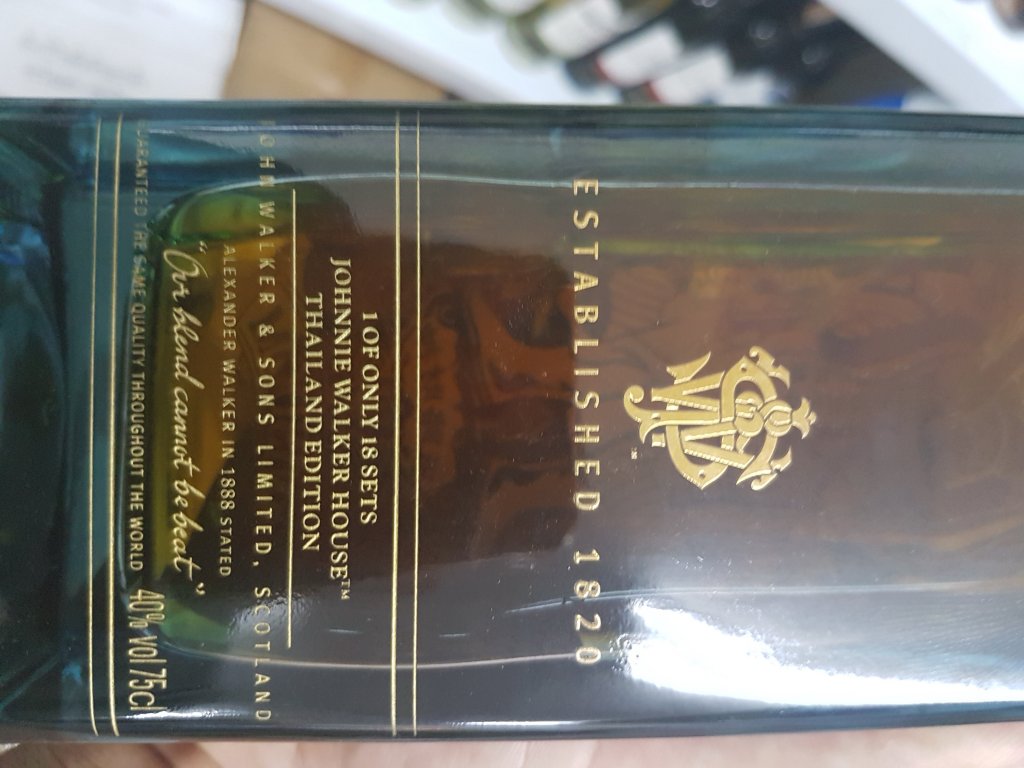 ESTABLISHED 1820
1 OF ONLY 18 SETS
JOHNNIE WALKER HOUSE™
THAILAND EDITION
JOHN WALKER & SONS LIMITED, SCOTLAND
ALEXANDER WALKER IN 1888 STATED
"Our blend cannot be beat"
GUARANTEED THE SAME QUALITY THROUGHOUT THE WORLD 40% vol 75cl